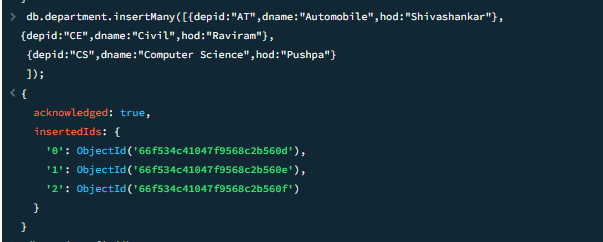 > db.department.insertMany([{depid:"AT",dname:"Automobile",hod:"Shivashankar"},
{depid:"CE",dname:"Civil",hod:"Raviram"},
{depid:"CS",dname:"Computer Science",hod:"Pushpa"}
]);
< {
acknowledged: true,
insertedIds: {
'0': ObjectId('66f534c41047f9568c2b560d'),
'1': ObjectId('66f534c41047f9568c2b560e'),
'2': ObjectId('66f534c41047f9568c2b560f')
}
}